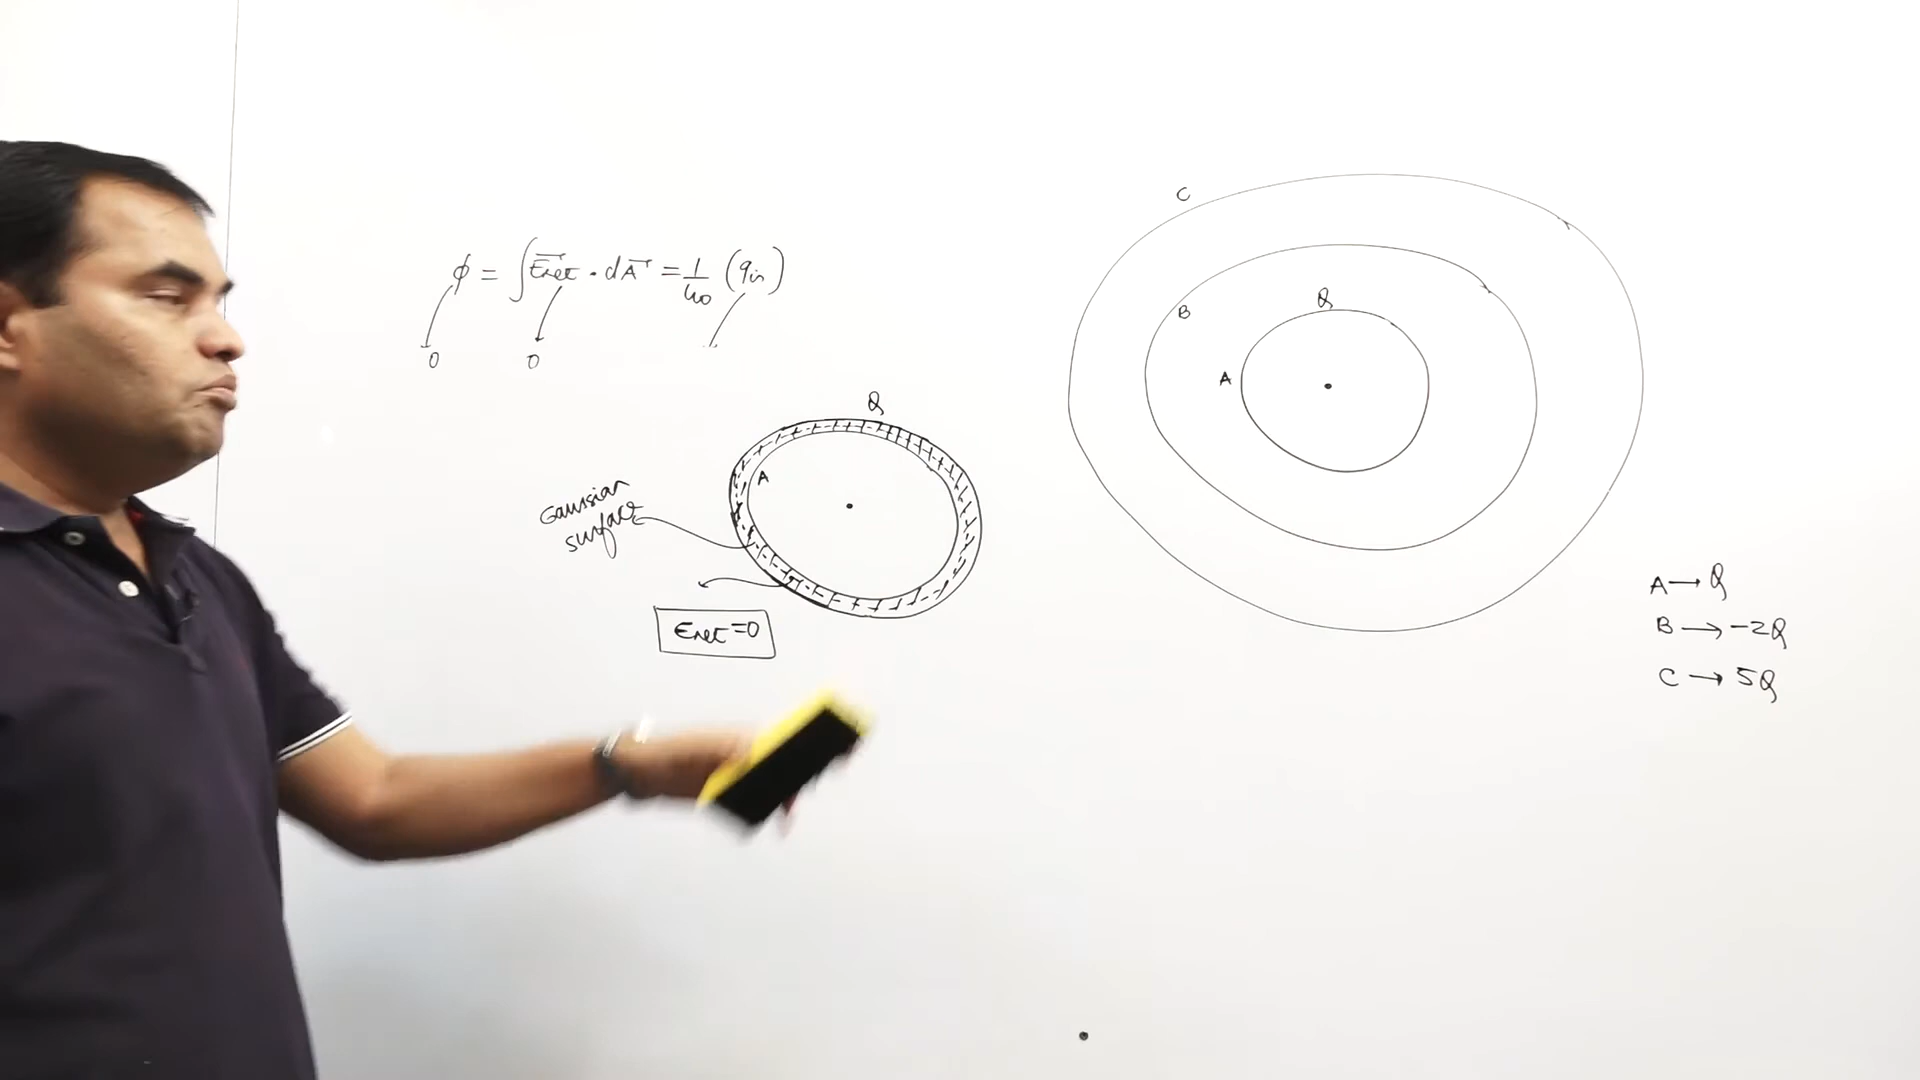 ϕ = ∫ E⃗net · dA⃗ = 1/ϵ₀ (qin)
0
0
Q
A
Gaussian
surface
Enet = 0
C
B
Q
A
A → Q
B → -2Q
C → 5Q